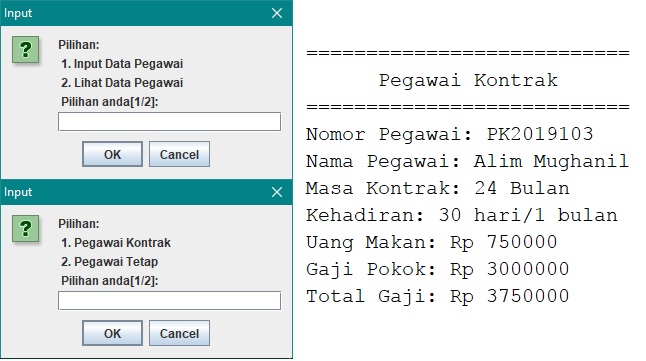 Input
Pilihan:
1. Input Data Pegawai
2. Lihat Data Pegawai
Pilihan anda[1/2]:
OK Cancel
Input
Pilihan:
1. Pegawai Kontrak
2. Pegawai Tetap
Pilihan anda[1/2]:
OK Cancel
===========================
Pegawai Kontrak
===========================
Nomor Pegawai: PK2019103
Nama Pegawai: Alim Mughanil
Masa Kontrak: 24 Bulan
Kehadiran: 30 hari/1 bulan
Uang Makan: Rp 750000
Gaji Pokok: Rp 3000000
Total Gaji: Rp 3750000